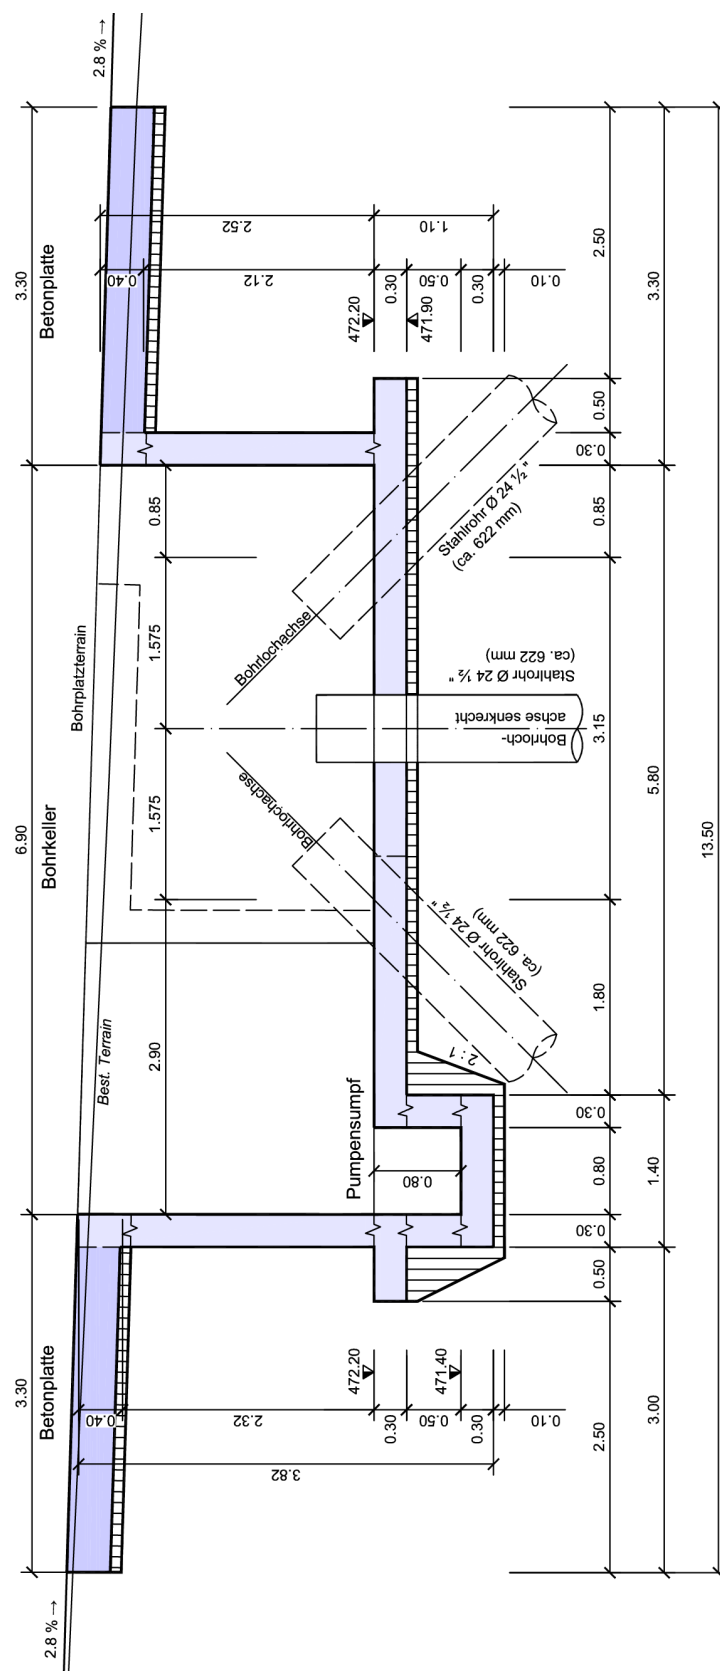 3.30
6.90
3.30
2.8 % →
Betonplatte
Bohrkeller
Betonplatte
Bohrplatzterrain
Best. Terrain
2.8 % →
0.40
0.40
2.90
1.575
1.575
0.85
2.32
3.82
2.52
2.12
Bohrlochachse
Bohrlochachse
Pumpensumpf
472.20
472.20
0.80
0.30
0.30
1.10
471.90
471.40
0.50
0.50
2 : 1
0.30
0.30
Stahlrohr Ø 24 ½"
(ca. 622 mm)
Bohrloch-
achse senkrecht
Stahlrohr Ø 24 ½"
(ca. 622 mm)
Stahlrohr Ø 24 ½"
(ca. 622 mm)
0.10
0.10
2.50
0.50
0.30
0.80
0.30
1.80
3.15
0.85
0.30
0.50
2.50
3.00
1.40
5.80
3.30
13.50